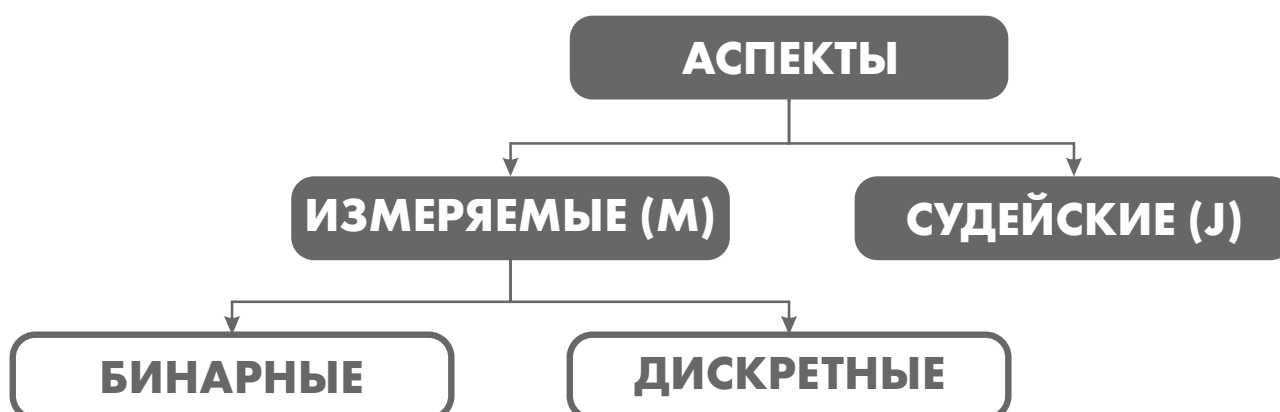 АСПЕКТЫ
ИЗМЕРЯЕМЫЕ (М)
СУДЕЙСКИЕ (J)
БИНАРНЫЕ
ДИСКРЕТНЫЕ